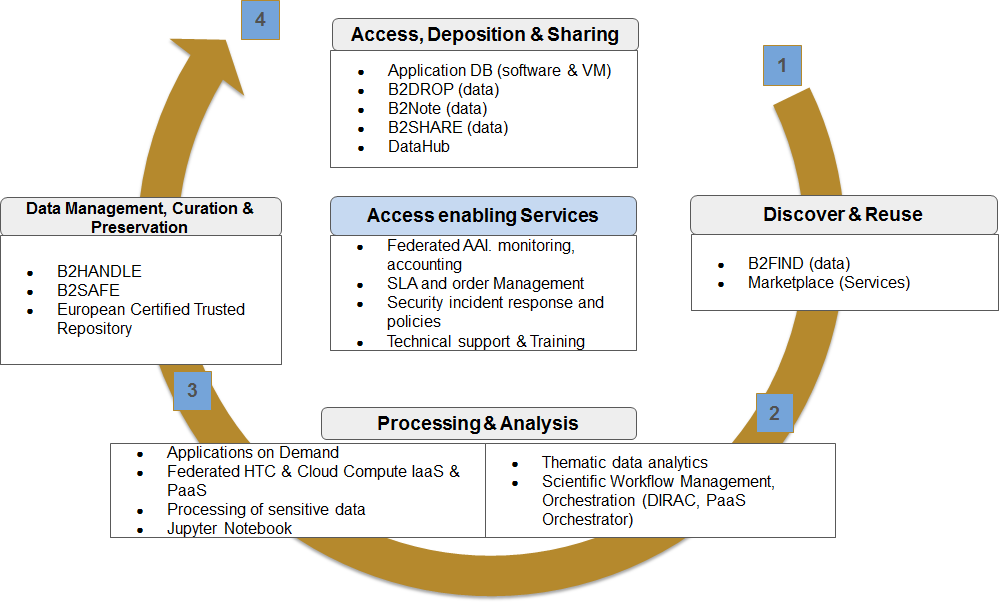 4
Access, Deposition & Sharing
• Application DB (software & VM)
• B2DROP (data)
• B2Note (data)
• B2SHARE (data)
• DataHub
1
Data Management, Curation &
Preservation
• B2HANDLE
• B2SAFE
• European Certified Trusted
Repository
Access enabling Services
• Federated AAI. monitoring,
accounting
• SLA and order Management
• Security incident response and
policies
• Technical support & Training
Discover & Reuse
• B2FIND (data)
• Marketplace (Services)
3
2
Processing & Analysis
• Applications on Demand
• Federated HTC & Cloud Compute IaaS &
PaaS
• Processing of sensitive data
• Jupyter Notebook
• Thematic data analytics
• Scientific Workflow Management,
Orchestration (DIRAC, PaaS
Orchestrator)